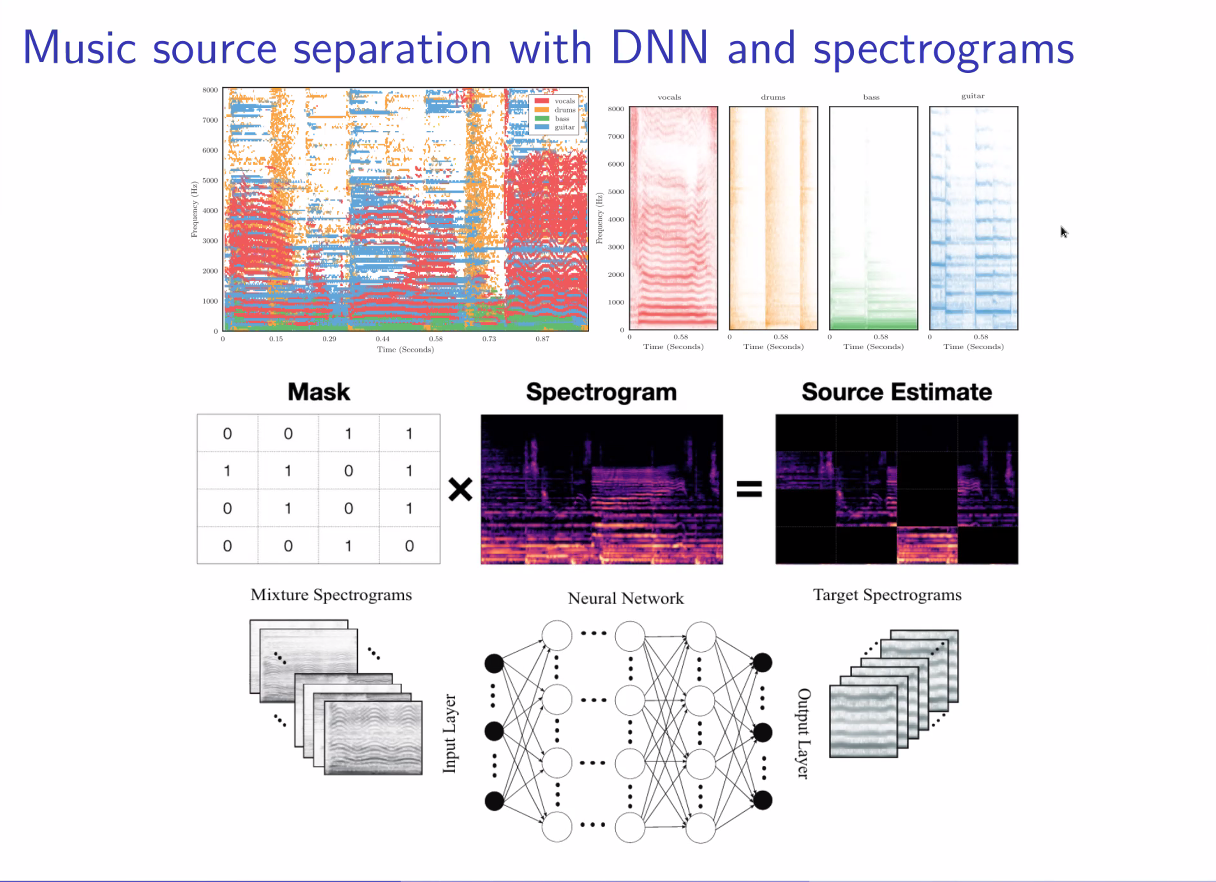 Music source separation with DNN and spectrograms
8000
7000
6000
5000
4000
3000
2000
1000
0
Frequency (Hz)
0 0.15 0.29 0.44 0.58 0.73 0.87
Time (Seconds)
vocals
drums
bass
guitar
vocals drums bass guitar
8000
7000
6000
5000
4000
3000
2000
1000
0
Frequency (Hz)
0 0.58 0 0.58 0 0.58 0 0.58
Time (Seconds) Time (Seconds) Time (Seconds) Time (Seconds)
Mask Spectrogram Source Estimate
0 0 1 1
1 1 0 1
0 1 0 1
0 0 1 0
× =
Mixture Spectrograms Neural Network Target Spectrograms
Input Layer
Output Layer